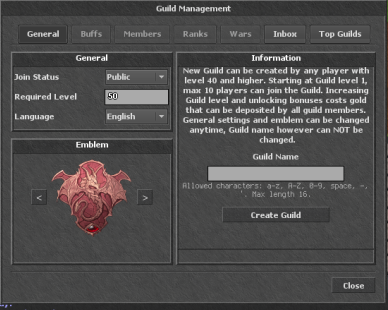 Guild Management
General Buffs Members Ranks Wars Inbox Top Guilds
General
Join Status Public
Required Level 50
Language English
Emblem
< >
Information
New Guild can be created by any player with
level 40 and higher. Starting at Guild level 1,
max 10 players can join the Guild. Increasing
Guild level and unlocking bonuses costs gold
that can be deposited by all guild members.
General settings and emblem can be changed
anytime, Guild name however can NOT be
changed.
Guild Name
Allowed characters: a-z, A-Z, 0-9, space, -,
'. Max length 16.
Create Guild
Close